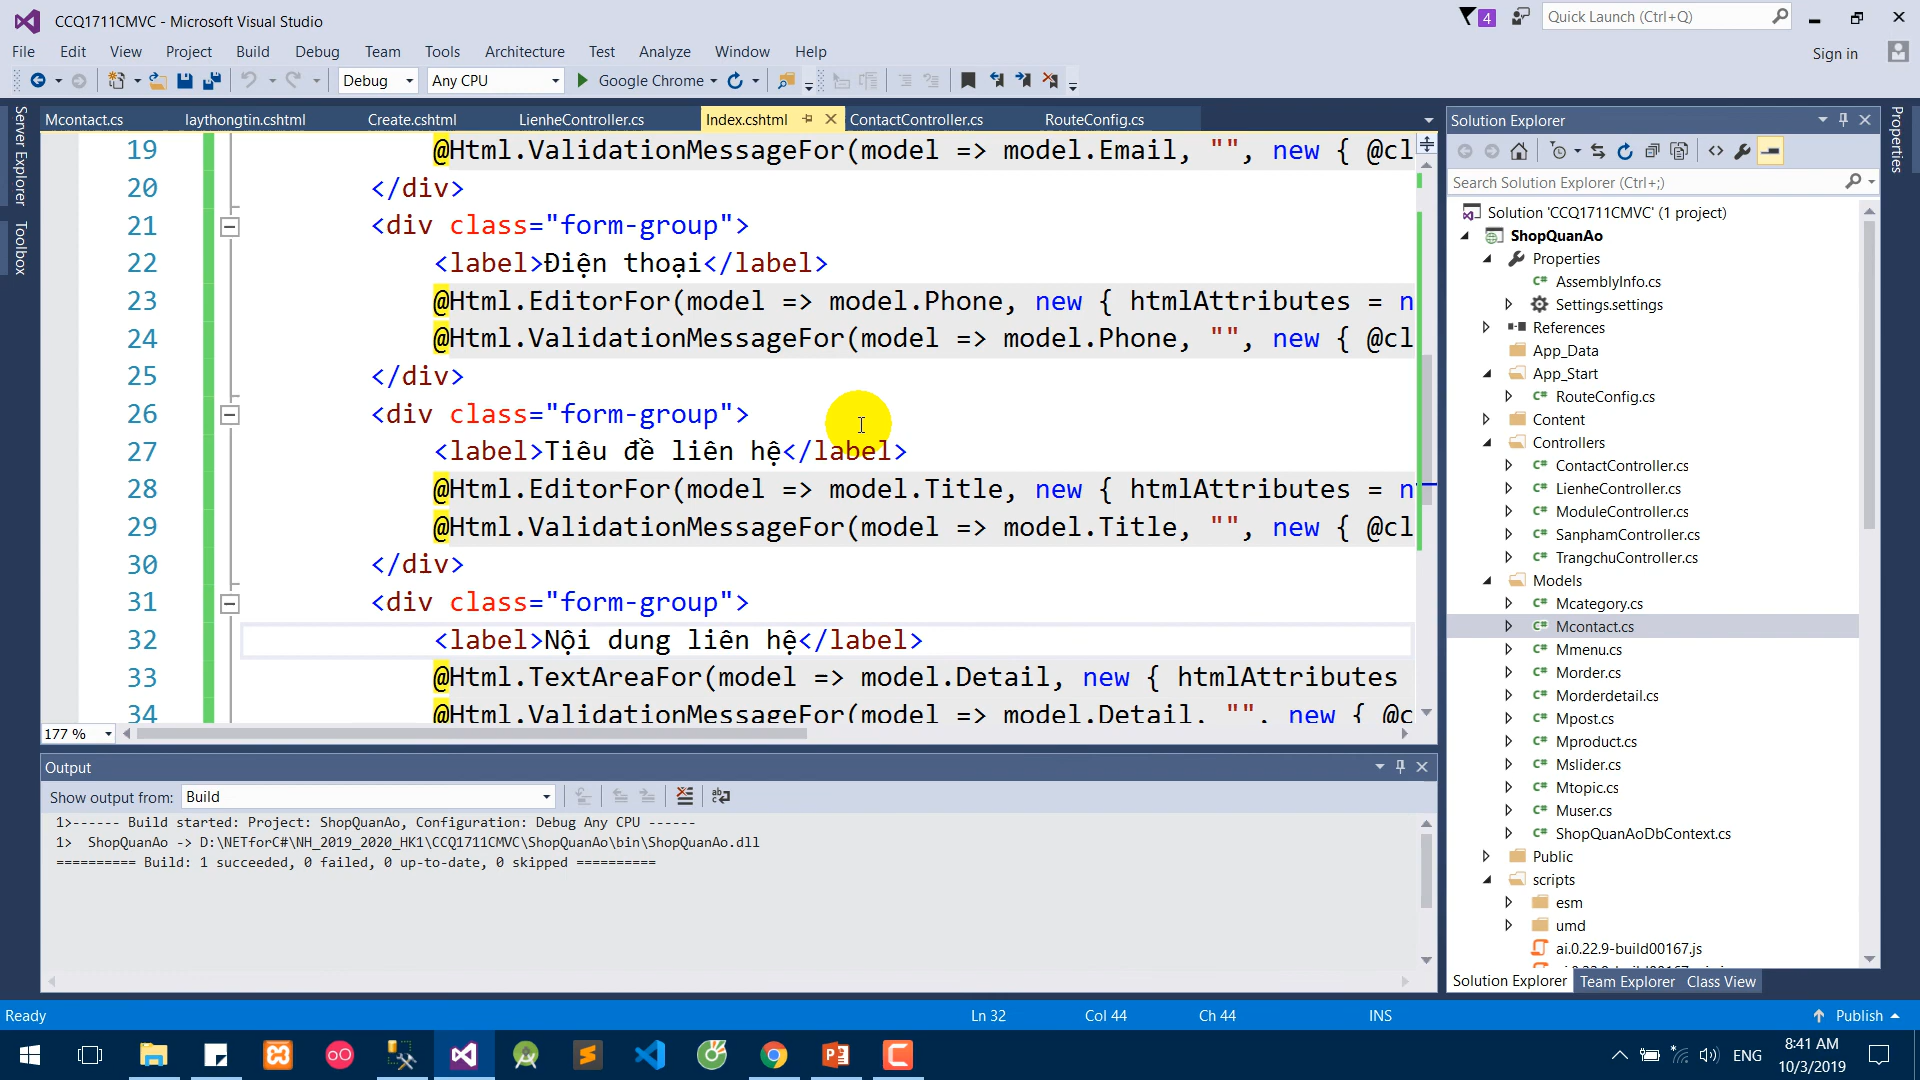 CCQ1711CMVC - Microsoft Visual Studio
4
Quick Launch (Ctrl+Q)
File Edit View Project Build Debug Team Tools Architecture Test Analyze Window Help
Sign in
Debug Any CPU Google Chrome
Server Explorer
Toolbox
Mcontact.cs laythongtin.cshtml Create.cshtml LienheController.cs Index.cshtml ContactController.cs RouteConfig.cs
19 @Html.ValidationMessageFor(model => model.Email, "", new { @cl
20 </div>
21 <div class="form-group">
22 <label>Điện thoại</label>
23 @Html.EditorFor(model => model.Phone, new { htmlAttributes = n
24 @Html.ValidationMessageFor(model => model.Phone, "", new { @cl
25 </div>
26 <div class="form-group">
27 <label>Tiêu đề liên hệ</label>
28 @Html.EditorFor(model => model.Title, new { htmlAttributes = n
29 @Html.ValidationMessageFor(model => model.Title, "", new { @cl
30 </div>
31 <div class="form-group">
32 <label>Nội dung liên hệ</label>
33 @Html.TextAreaFor(model => model.Detail, new { htmlAttributes
34 @Html.ValidationMessageFor(model => model.Detail, "", new { @c
177 %
Output
Show output from: Build
1>------ Build started: Project: ShopQuanAo, Configuration: Debug Any CPU ------
1> ShopQuanAo -> D:\NETforC#\NH_2019_2020_HK1\CCQ1711CMVC\ShopQuanAo\bin\ShopQuanAo.dll
========== Build: 1 succeeded, 0 failed, 0 up-to-date, 0 skipped ==========
Solution Explorer
Properties
Search Solution Explorer (Ctrl+;)
Solution 'CCQ1711CMVC' (1 project)
ShopQuanAo
Properties
AssemblyInfo.cs
Settings.settings
References
App_Data
App_Start
RouteConfig.cs
Content
Controllers
ContactController.cs
LienheController.cs
ModuleController.cs
SanphamController.cs
TrangchuController.cs
Models
Mcategory.cs
Mcontact.cs
Mmenu.cs
Morder.cs
Morderdetail.cs
Mpost.cs
Mproduct.cs
Mslider.cs
Mtopic.cs
Muser.cs
ShopQuanAoDbContext.cs
Public
scripts
esm
umd
ai.0.22.9-build00167.js
Solution Explorer Team Explorer Class View
Ready Ln 32 Col 44 Ch 44 INS Publish
ENG
8:41 AM
10/3/2019